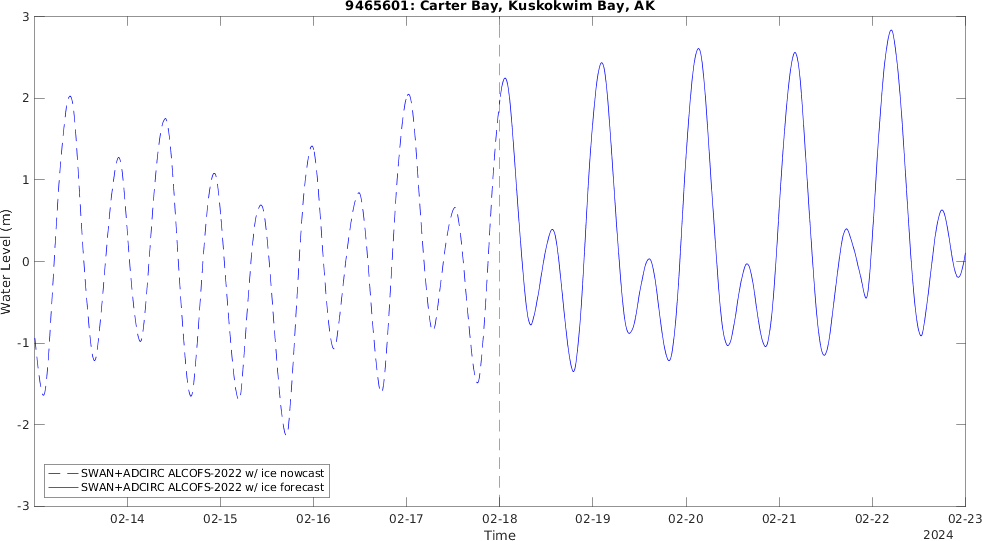 9465601: Carter Bay, Kuskokwim Bay, AK
3
2
1
0
-1
-2
-3
Water Level (m)
SWAN+ADCIRC ALCOFS-2022 w/ ice nowcast
SWAN+ADCIRC ALCOFS-2022 w/ ice forecast
02-14 02-15 02-16 02-17 02-18 02-19 02-20 02-21 02-22 02-23
Time
2024